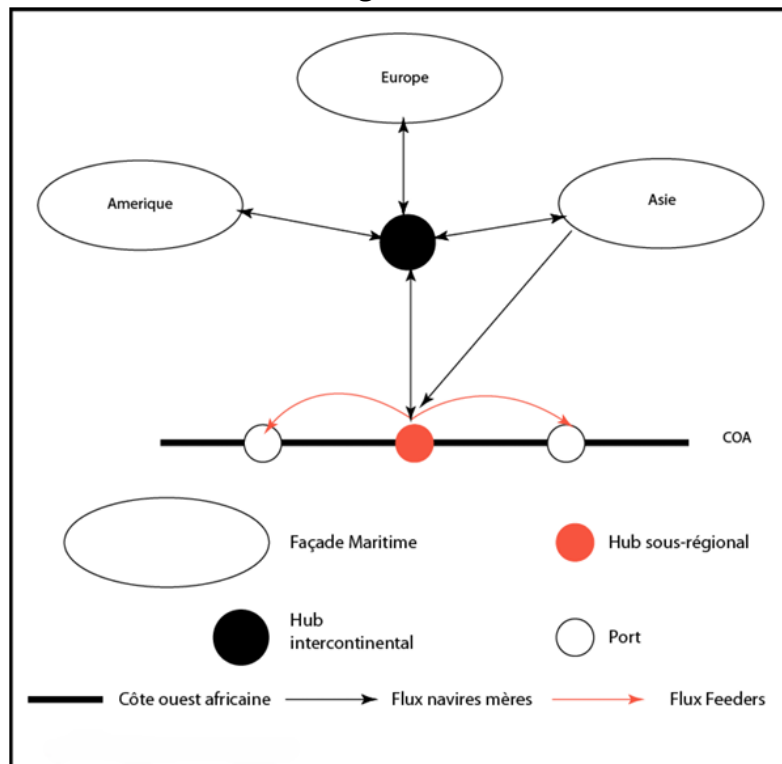 Europe
Amerique
Asie
COA
Façade Maritime
Hub sous-régional
Hub
intercontinental
Port
Côte ouest africaine
Flux navires mères
Flux Feeders